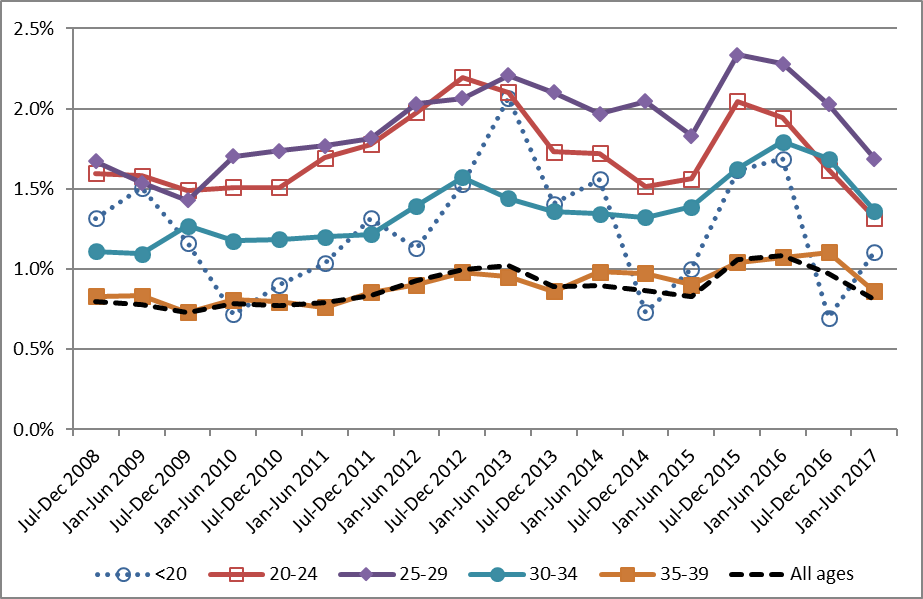 2.5%
2.0%
1.5%
1.0%
0.5%
0.0%
Jul-Dec 2008
Jan-Jun 2009
Jul-Dec 2009
Jan-Jun 2010
Jul-Dec 2010
Jan-Jun 2011
Jul-Dec 2011
Jan-Jun 2012
Jul-Dec 2012
Jan-Jun 2013
Jul-Dec 2013
Jan-Jun 2014
Jul-Dec 2014
Jan-Jun 2015
Jul-Dec 2015
Jan-Jun 2016
Jul-Dec 2016
Jan-Jun 2017
<20 20-24 25-29 30-34 35-39 All ages